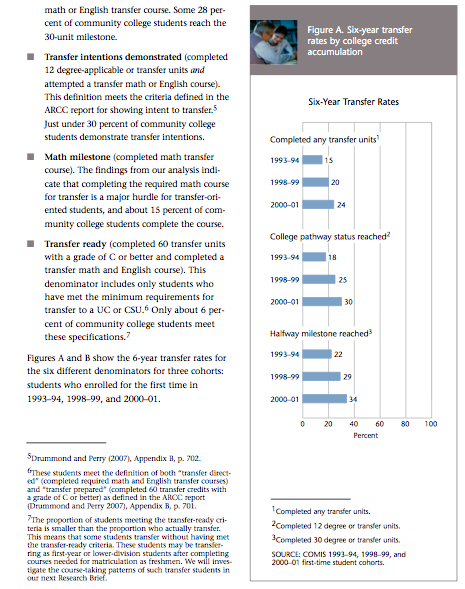 math or English transfer course. Some 28 per-
cent of community college students reach the
30-unit milestone.
Transfer intentions demonstrated (completed
12 degree-applicable or transfer units and
attempted a transfer math or English course).
This definition meets the criteria defined in the
ARCC report for showing intent to transfer.5
Just under 30 percent of community college
students demonstrate transfer intentions.
Math milestone (completed math transfer
course). The findings from our analysis indi-
cate that completing the required math course
for transfer is a major hurdle for transfer-ori-
ented students, and about 15 percent of com-
munity college students complete the course.
Transfer ready (completed 60 transfer units
with a grade of C or better and completed a
transfer math and English course). This
denominator includes only students who
have met the minimum requirements for
transfer to a UC or CSU.6 Only about 6 per-
cent of community college students meet
these specifications.7
Figures A and B show the 6-year transfer rates for
the six different denominators for three cohorts:
students who enrolled for the first time in
1993–94, 1998–99, and 2000–01.
5Drummond and Perry (2007), Appendix B, p. 702.
6These students meet the definition of both "transfer direct-
ed" (completed required math and English transfer courses)
and "transfer prepared" (completed 60 transfer credits with
a grade of C or better) as defined in the ARCC report
(Drummond and Perry 2007), Appendix B, p. 701.
7The proportion of students meeting the transfer-ready cri-
teria is smaller than the proportion who actually transfer.
This means that some students transfer without having met
the transfer-ready criteria. These students may be transfer-
ring as first-year or lower-division students after completing
courses needed for matriculation as freshmen. We will inves-
tigate the course-taking patterns of such transfer students in
our next Research Brief.
Figure A. Six-year transfer
rates by college credit
accumulation
Six-Year Transfer Rates
Completed any transfer units1
1993–94 15
1998–99 20
2000–01 24
College pathway status reached2
1993–94 18
1998–99 25
2000–01 30
Halfway milestone reached3
1993–94 22
1998–99 29
2000–01 34
0 20 40 60 80 100
Percent
1Completed any transfer units.
2Completed 12 degree or transfer units.
3Completed 30 degree or transfer units.
SOURCE: COMIS 1993–94, 1998–99, and
2000–01 first-time student cohorts.